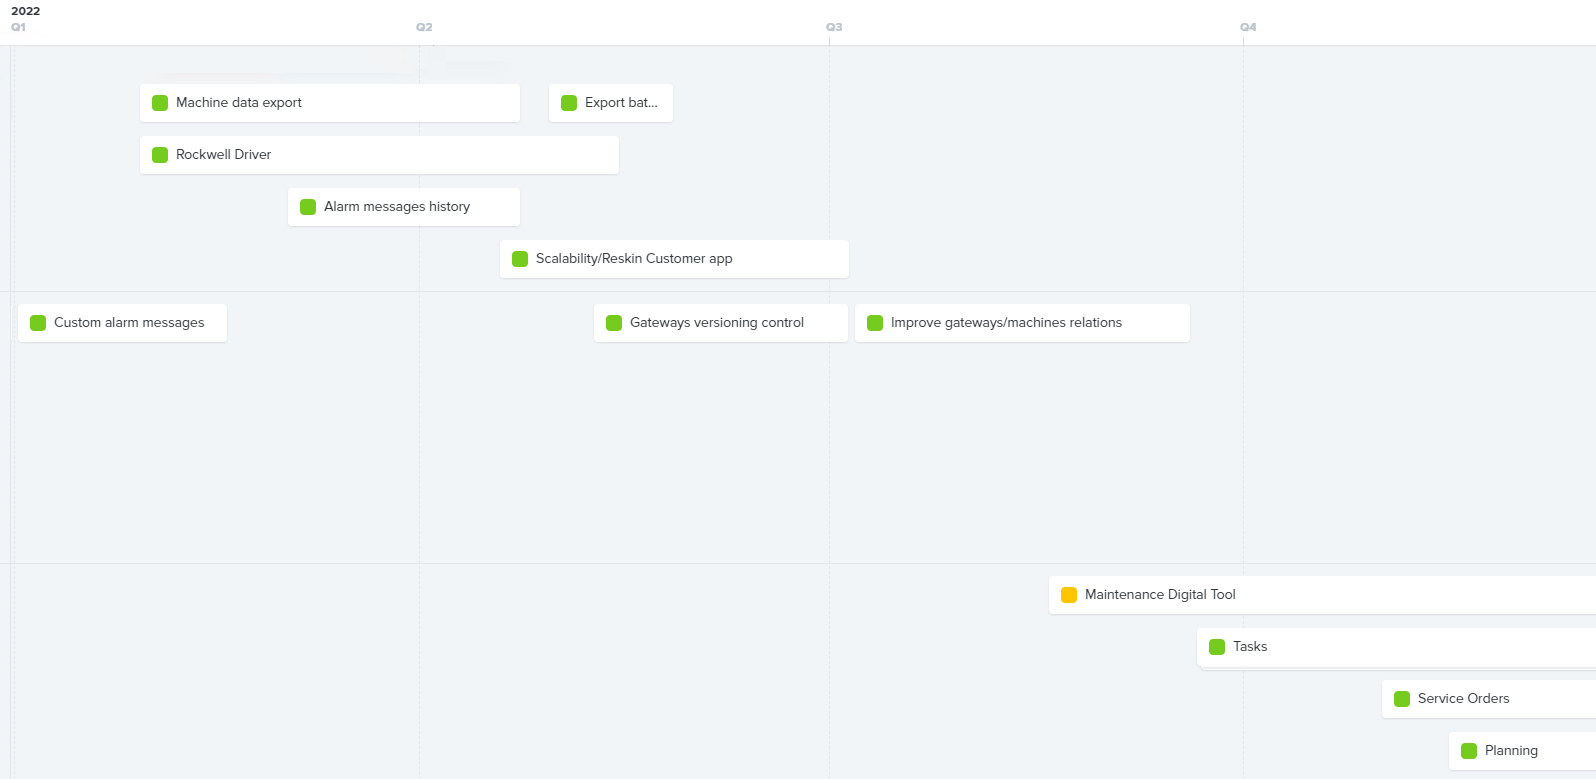 2022
Q1 Q2 Q3 Q4
Machine data export Export bat...
Rockwell Driver
Alarm messages history
Scalability/Reskin Customer app
Custom alarm messages Gateways versioning control Improve gateways/machines relations
Maintenance Digital Tool
Tasks
Service Orders
Planning